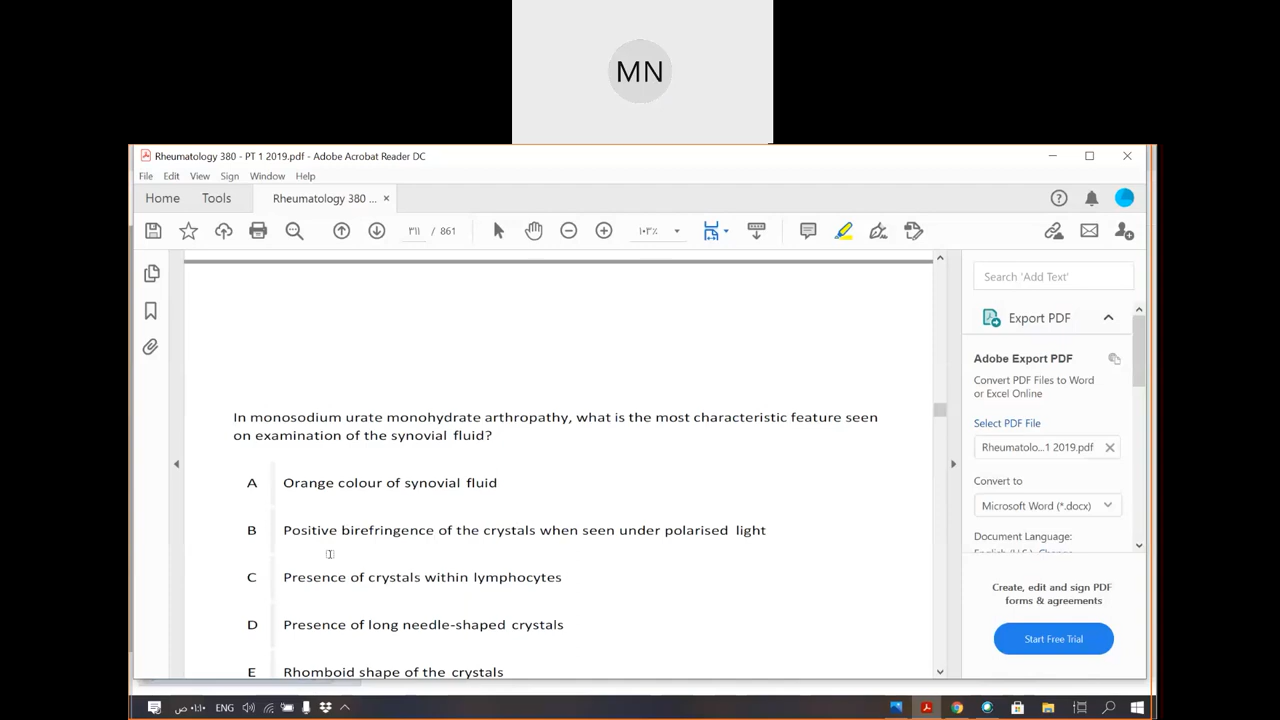 MN
Rheumatology 380 - PT 1 2019.pdf - Adobe Acrobat Reader DC
File Edit View Sign Window Help
Home Tools Rheumatology 380 ... ×
٣١١ / 861 ١٠٣٪
Search 'Add Text'
Export PDF
Adobe Export PDF
Convert PDF Files to Word
or Excel Online
Select PDF File
Rheumatolo...1 2019.pdf
Convert to
Microsoft Word (*.docx)
Document Language:
In monosodium urate monohydrate arthropathy, what is the most characteristic feature seen
on examination of the synovial fluid?
A Orange colour of synovial fluid
B Positive birefringence of the crystals when seen under polarised light
C Presence of crystals within lymphocytes
D Presence of long needle-shaped crystals
E Rhomboid shape of the crystals
Create, edit and sign PDF
forms & agreements
Start Free Trial
ENG